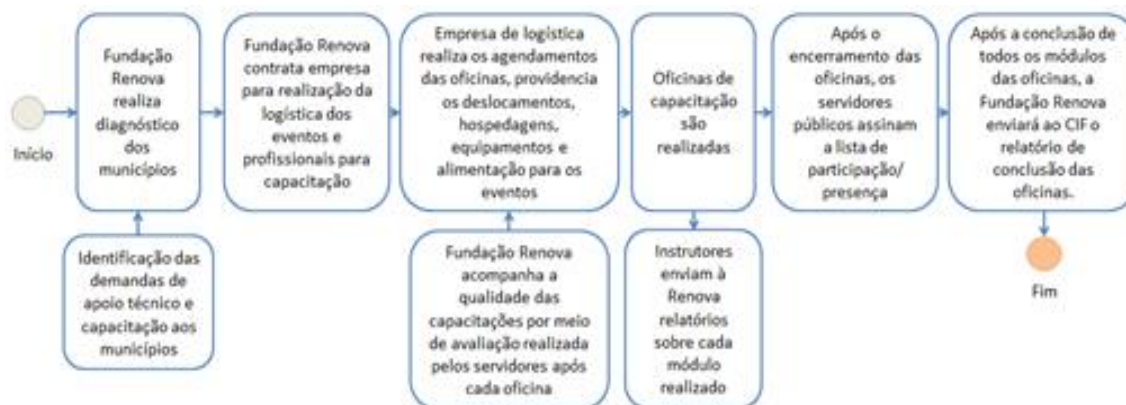 Início
Fundação
Renova
realiza
diagnóstico
dos
municípios
Identificação das
demandas de
apoio técnico e
capacitação aos
municípios
Fundação Renova
contrata empresa
para realização da
logística dos
eventos e
profissionais para
capacitação
Empresa de logística
realiza os agendamentos
das oficinas, providencia
os deslocamentos,
hospedagens,
equipamentos e
alimentação para os
eventos
Fundação Renova
acompanha a
qualidade das
capacitações por meio
de avaliação realizada
pelos servidores após
cada oficina
Oficinas de
capacitação
são
realizadas
Instrutores
enviam à
Renova
relatórios
sobre cada
módulo
realizado
Após o
encerramento
das oficinas, os
servidores
públicos assinam
a lista de
participação/
presença
Após a conclusão de
todos os módulos
das oficinas, a
Fundação Renova
enviará ao CIF o
relatório de
conclusão das
oficinas.
Fim